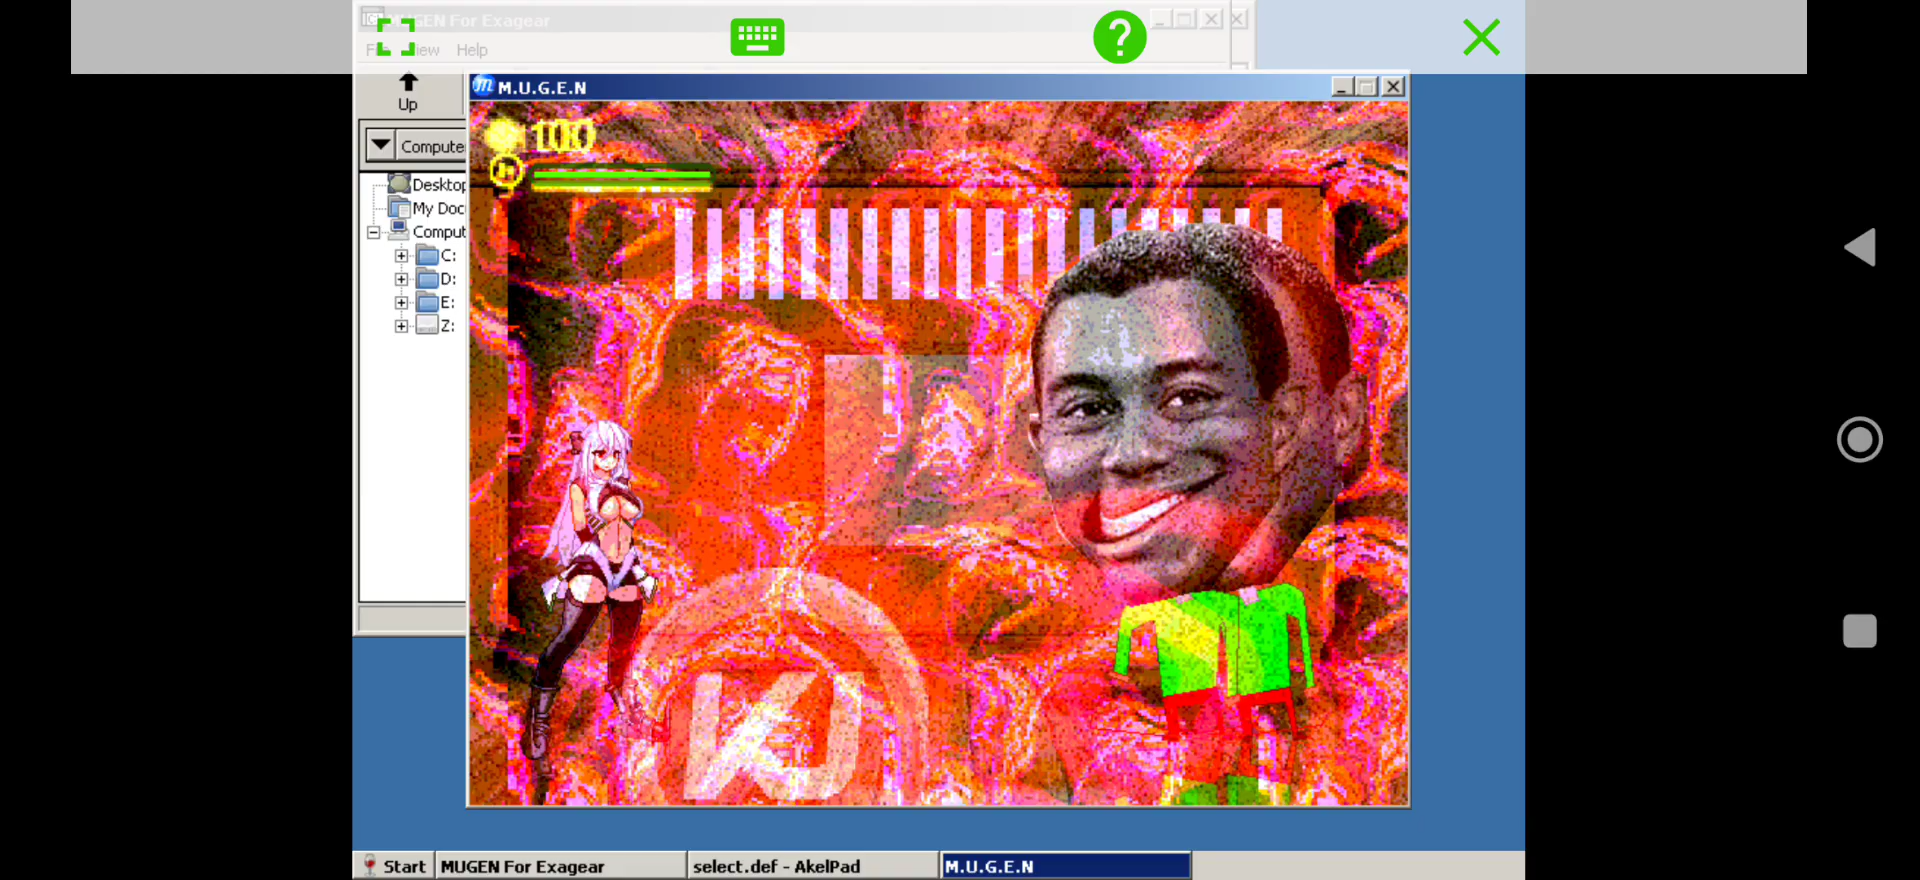 MUGEN For Exagear
View
Help
Up
M.U.G.E.N
100
Compute
Desktop
My Doc
Comput
C:
D:
E:
Z:
KJ
Start
MUGEN For Exagear
select.def - AkelPad
M.U.G.E.N